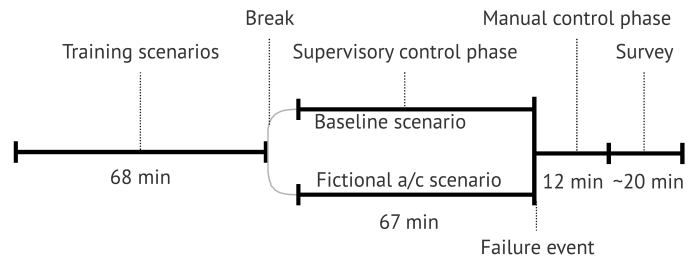 Break
Manual control phase
Training scenarios
Supervisory control phase
Survey
Baseline scenario
68 min
Fictional a/c scenario
12 min
~20 min
67 min
Failure event